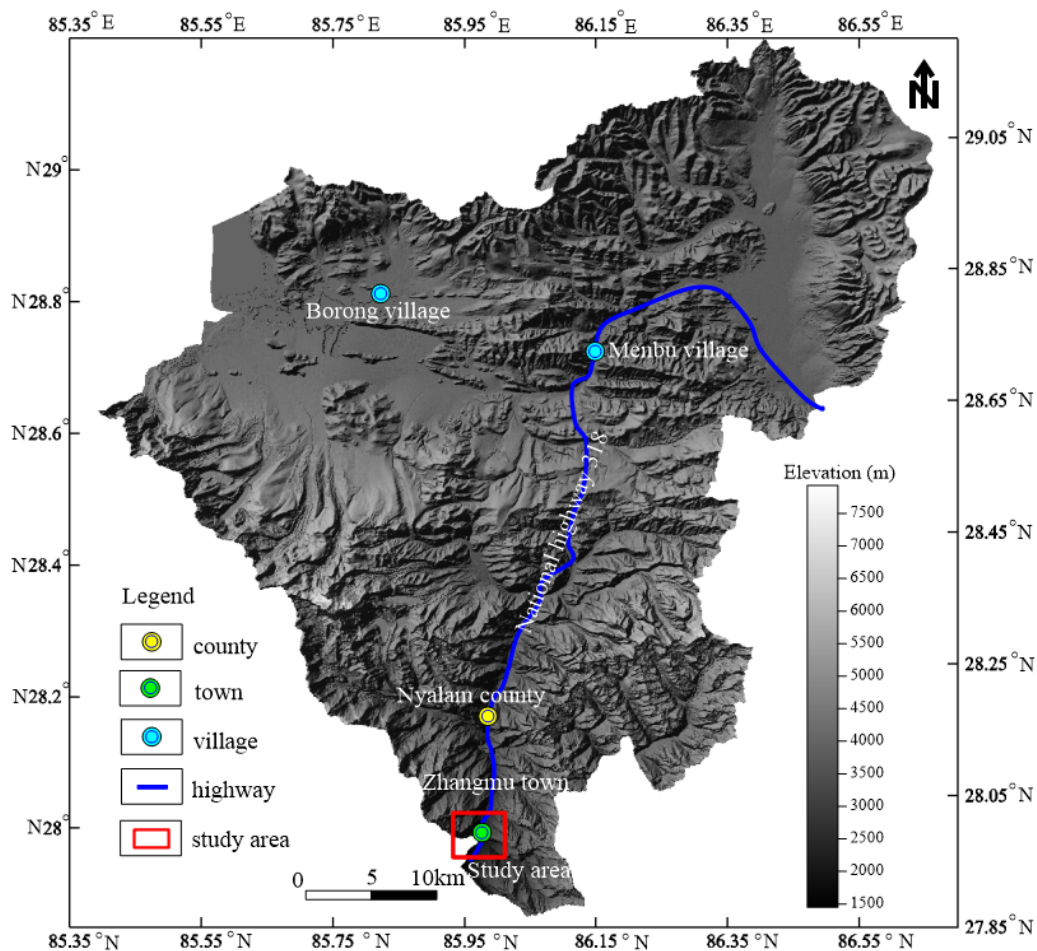 85.35°E 85.55°E 85.75°E 85.95°E 86.15°E 86.35°E 86.55°E
N
29.05°N
N29°
28.85°N
N28.8°
Borong village
Menbu village
28.65°N
N28.6°
National highway 318
Elevation (m)
7500
7000
6500
6000
5500
5000
4500
4000
3500
3000
2500
2000
1500
28.45°N
N28.4°
Legend
county
town
village
highway
study area
28.25°N
N28.2°
Nyalam county
Zhangmu town
28.05°N
N28°
Study area
0 5 10km
27.85°N
85.35°N 85.55°N 85.75°N 85.95°N 86.15°N 86.35°N 86.55°N